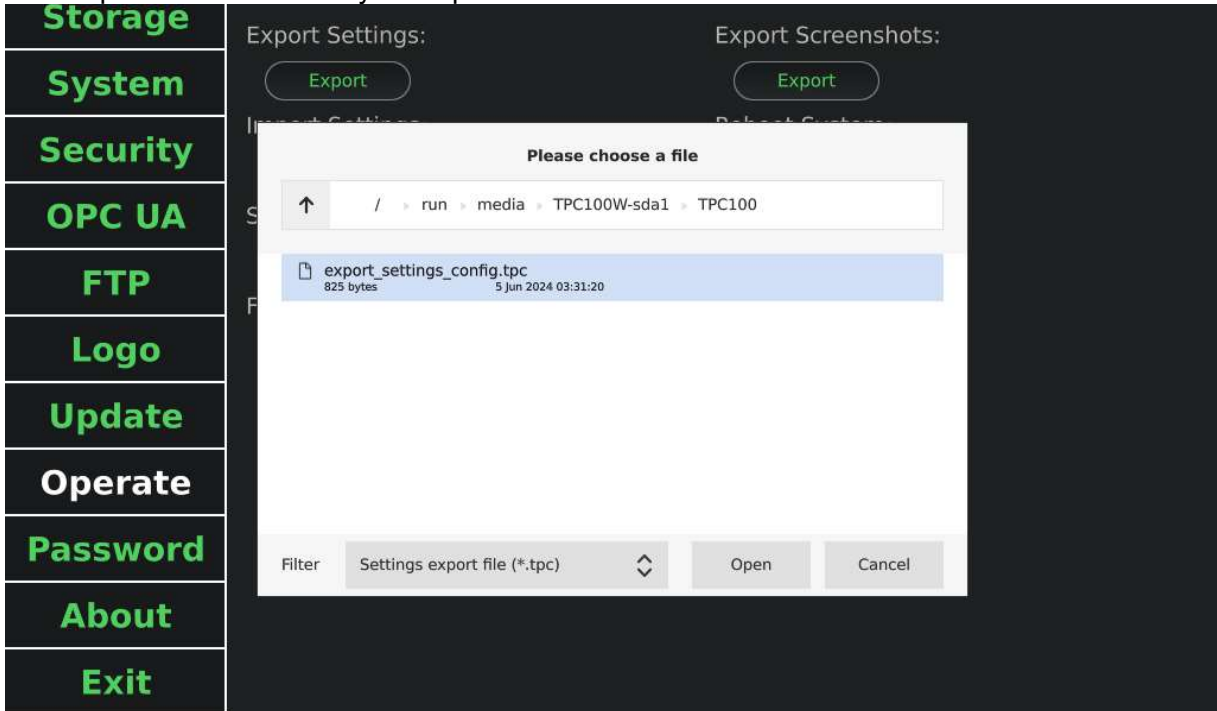 Storage
System
Security
OPC UA
FTP
Logo
Update
Operate
Password
About
Exit
Export Settings:
Export Screenshots:
Export
Export
Please choose a file
/ run media TPC100W-sda1 TPC100
export_settings_config.tpc
825 bytes 5 Jun 2024 03:31:20
Filter Settings export file (*.tpc) Open Cancel